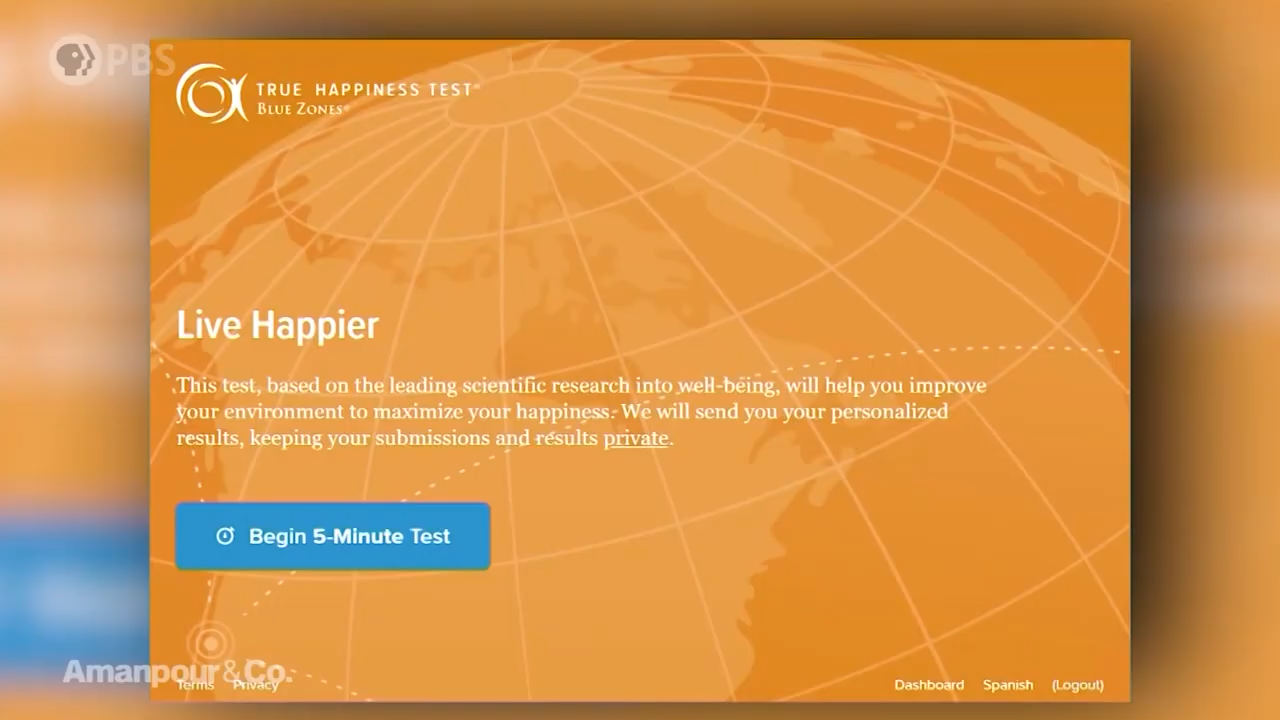 PBS
TRUE HAPPINESS TEST
BLUE ZONES
Live Happier
This test, based on the leading scientific research into well-being, will help you improve
your environment to maximize your happiness. We will send you your personalized
results, keeping your submissions and results private.
Begin 5-Minute Test
Amanpour&Co.
Terms Privacy Dashboard Spanish (Logout)